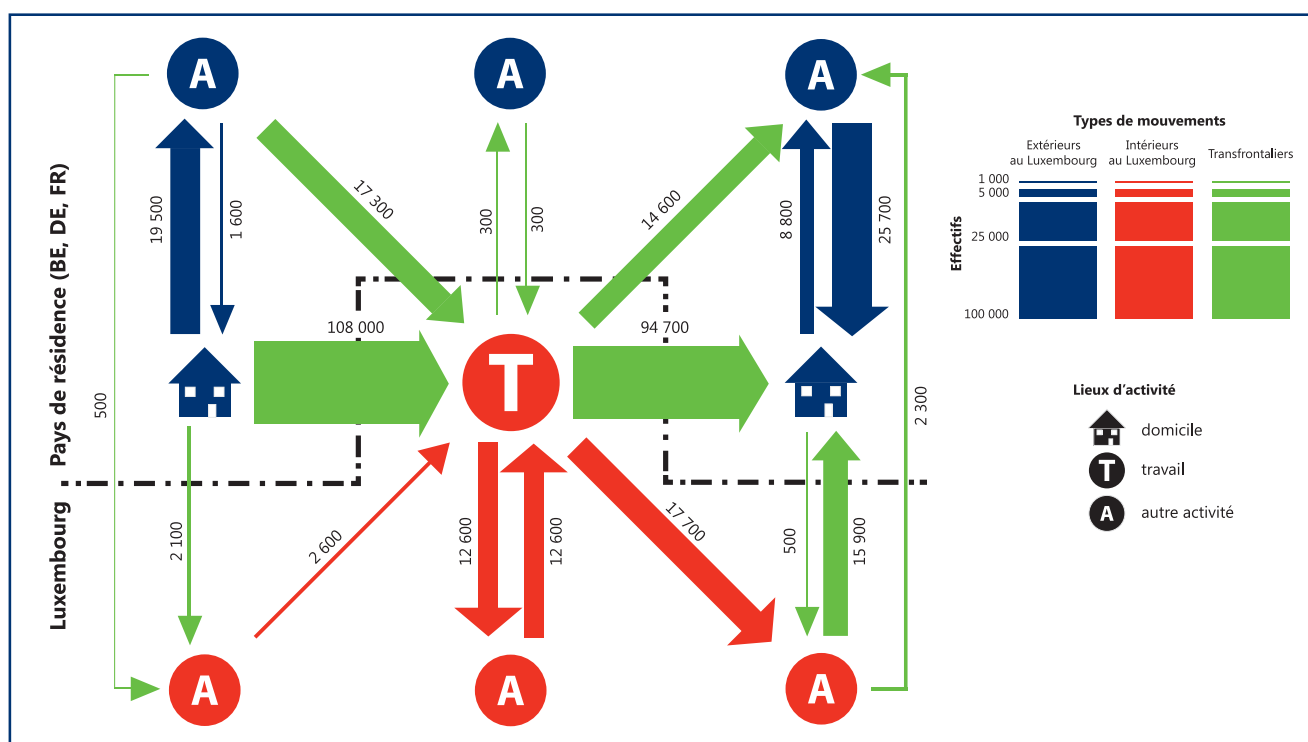 Pays de résidence (BE, DE, FR)
Luxembourg
A
A
A
19 500
1 600
17 300
300
300
14 600
8 800
25 700
108 000
T
94 700
500
2 300
2 100
2 600
12 600
12 600
17 700
500
15 900
A
A
A
Types de mouvements
Extérieurs
au Luxembourg
Intérieurs
au Luxembourg
Transfrontaliers
Effectifs
1 000
5 000
25 000
100 000
Lieux d'activité
domicile
T travail
A autre activité